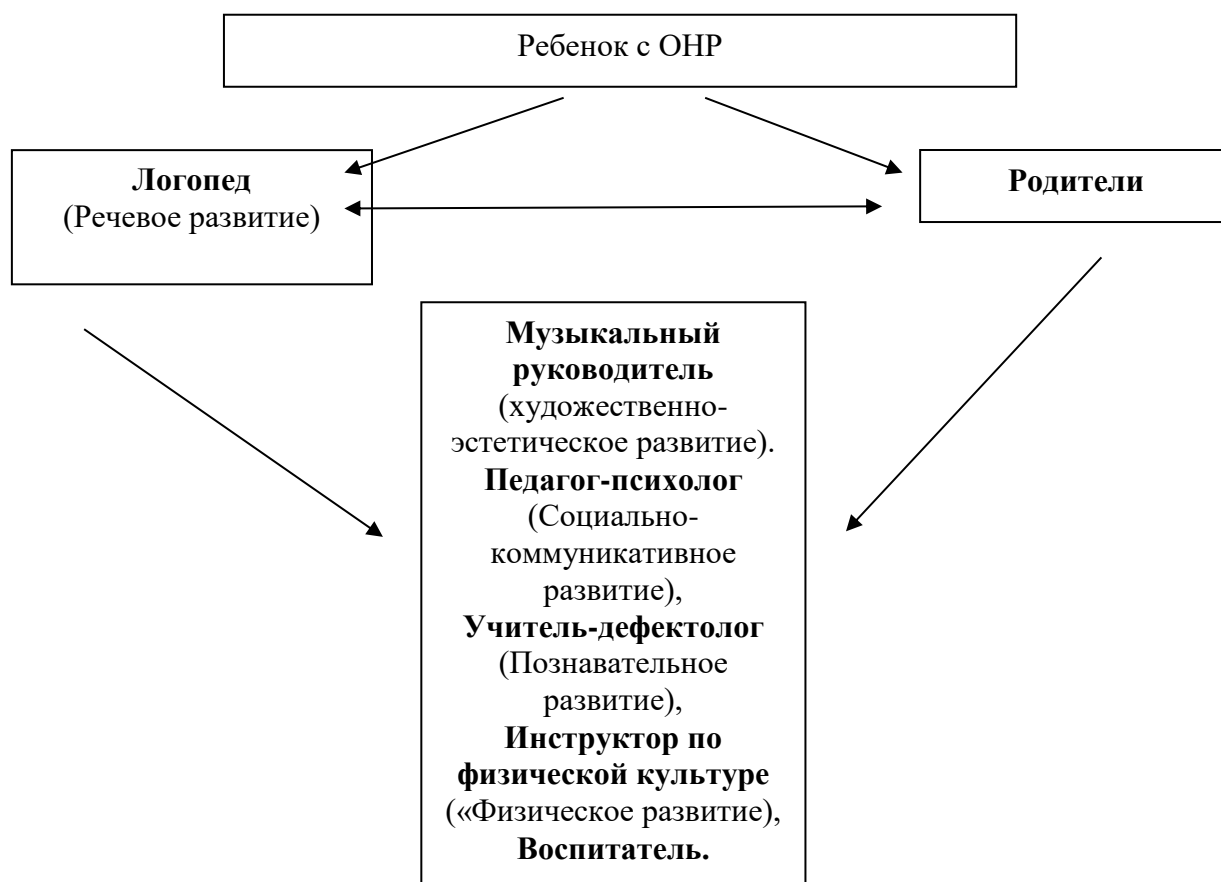 Ребенок с ОНР
Логопед
(Речевое развитие)
Родители
Музыкальный
руководитель
(художественно-
эстетическое развитие).
Педагог-психолог
(Социально-
коммуникативное
развитие),
Учитель-дефектолог
(Познавательное
развитие),
Инструктор по
физической культуре
(«Физическое развитие),
Воспитатель.